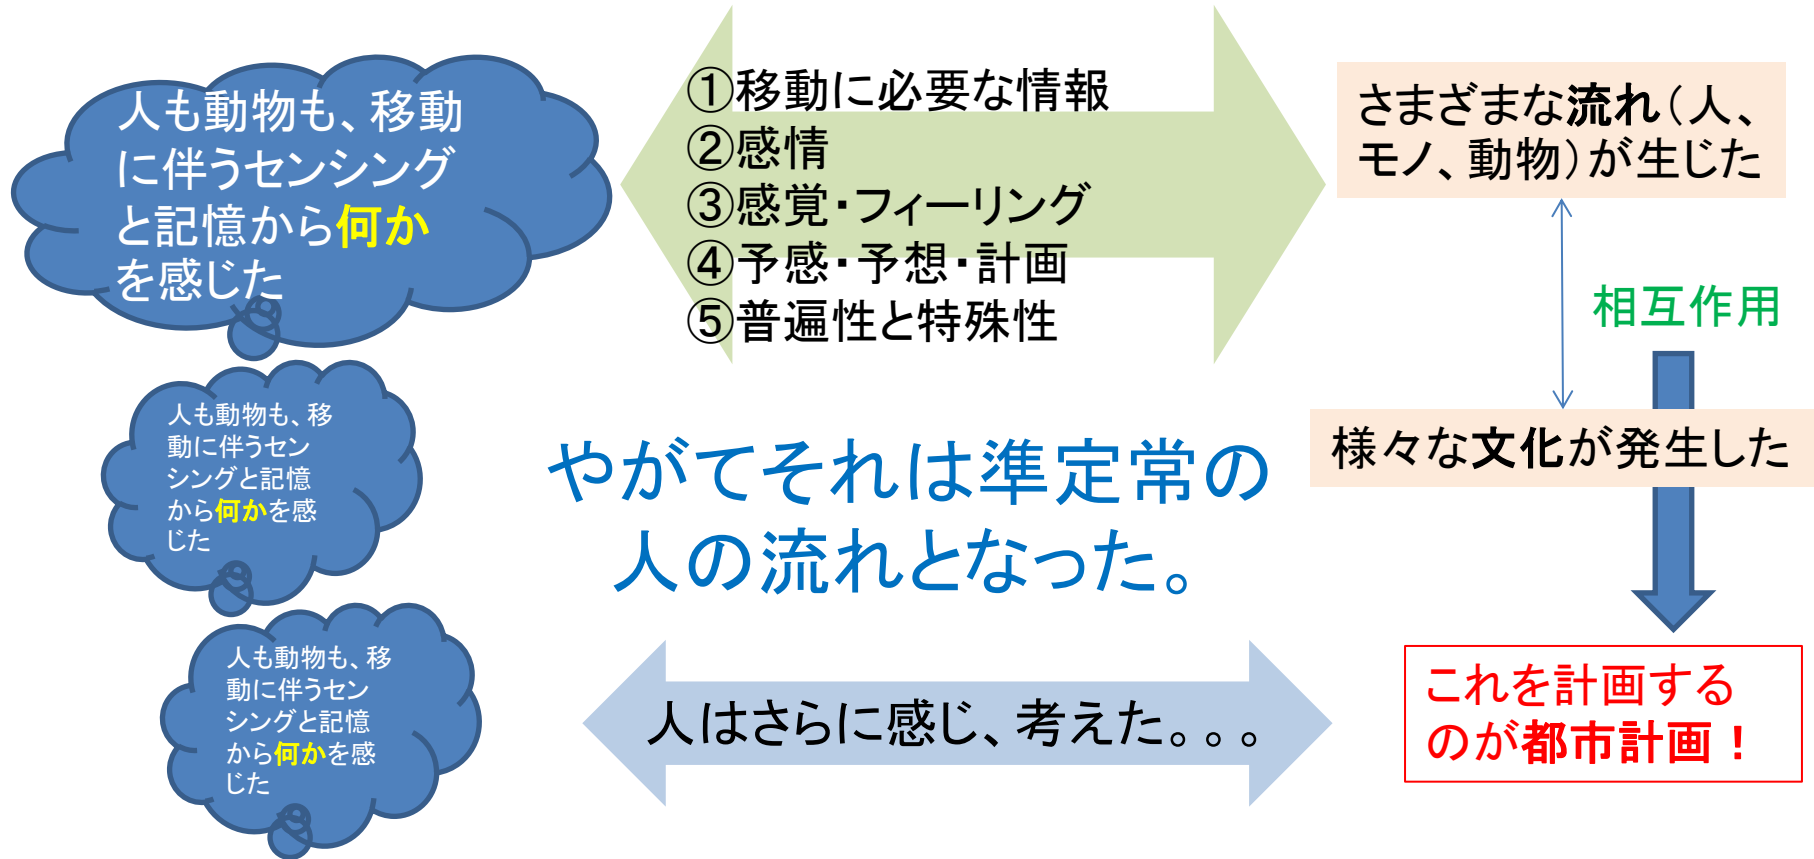 人も動物も、移動
に伴うセンシング
と記憶から何か
を感じた
①移動に必要な情報
②感情
③感覚・フィーリング
④予感・予想・計画
⑤普遍性と特殊性
さまざまな流れ（人、
モノ、動物）が生じた
相互作用
様々な文化が発生した
人も動物も、移
動に伴うセン
シングと記憶
から何かを感
じた
やがてそれは準定常の
人の流れとなった。
人も動物も、移
動に伴うセン
シングと記憶
から何かを感
じた
人はさらに感じ、考えた。。。
これを計画する
のが都市計画！